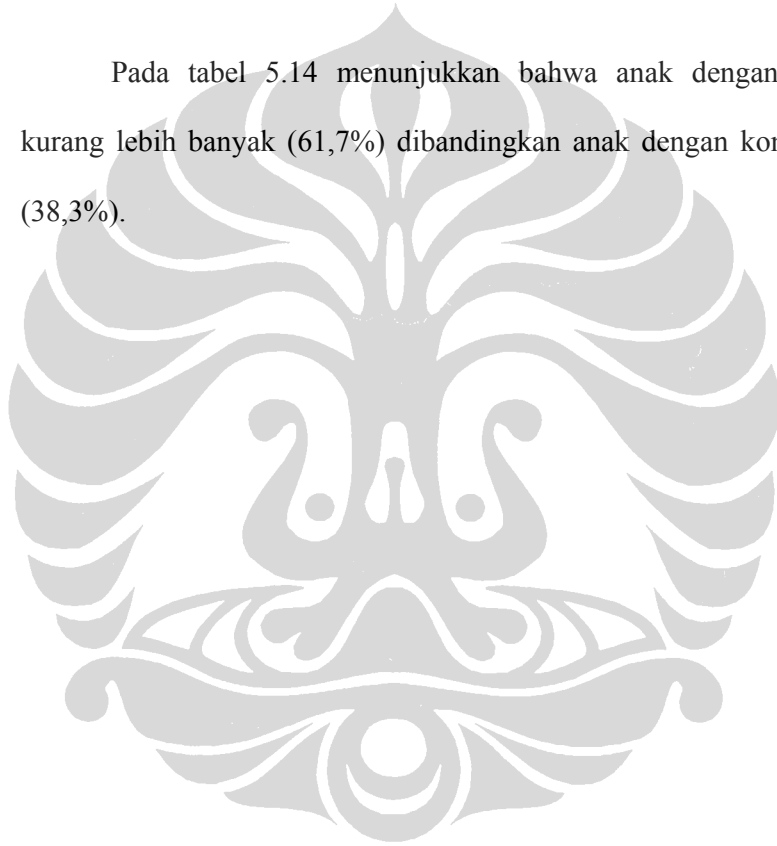 Pada tabel 5.14 menunjukkan bahwa anak dengan
kurang lebih banyak (61,7%) dibandingkan anak dengan kon
(38,3%).